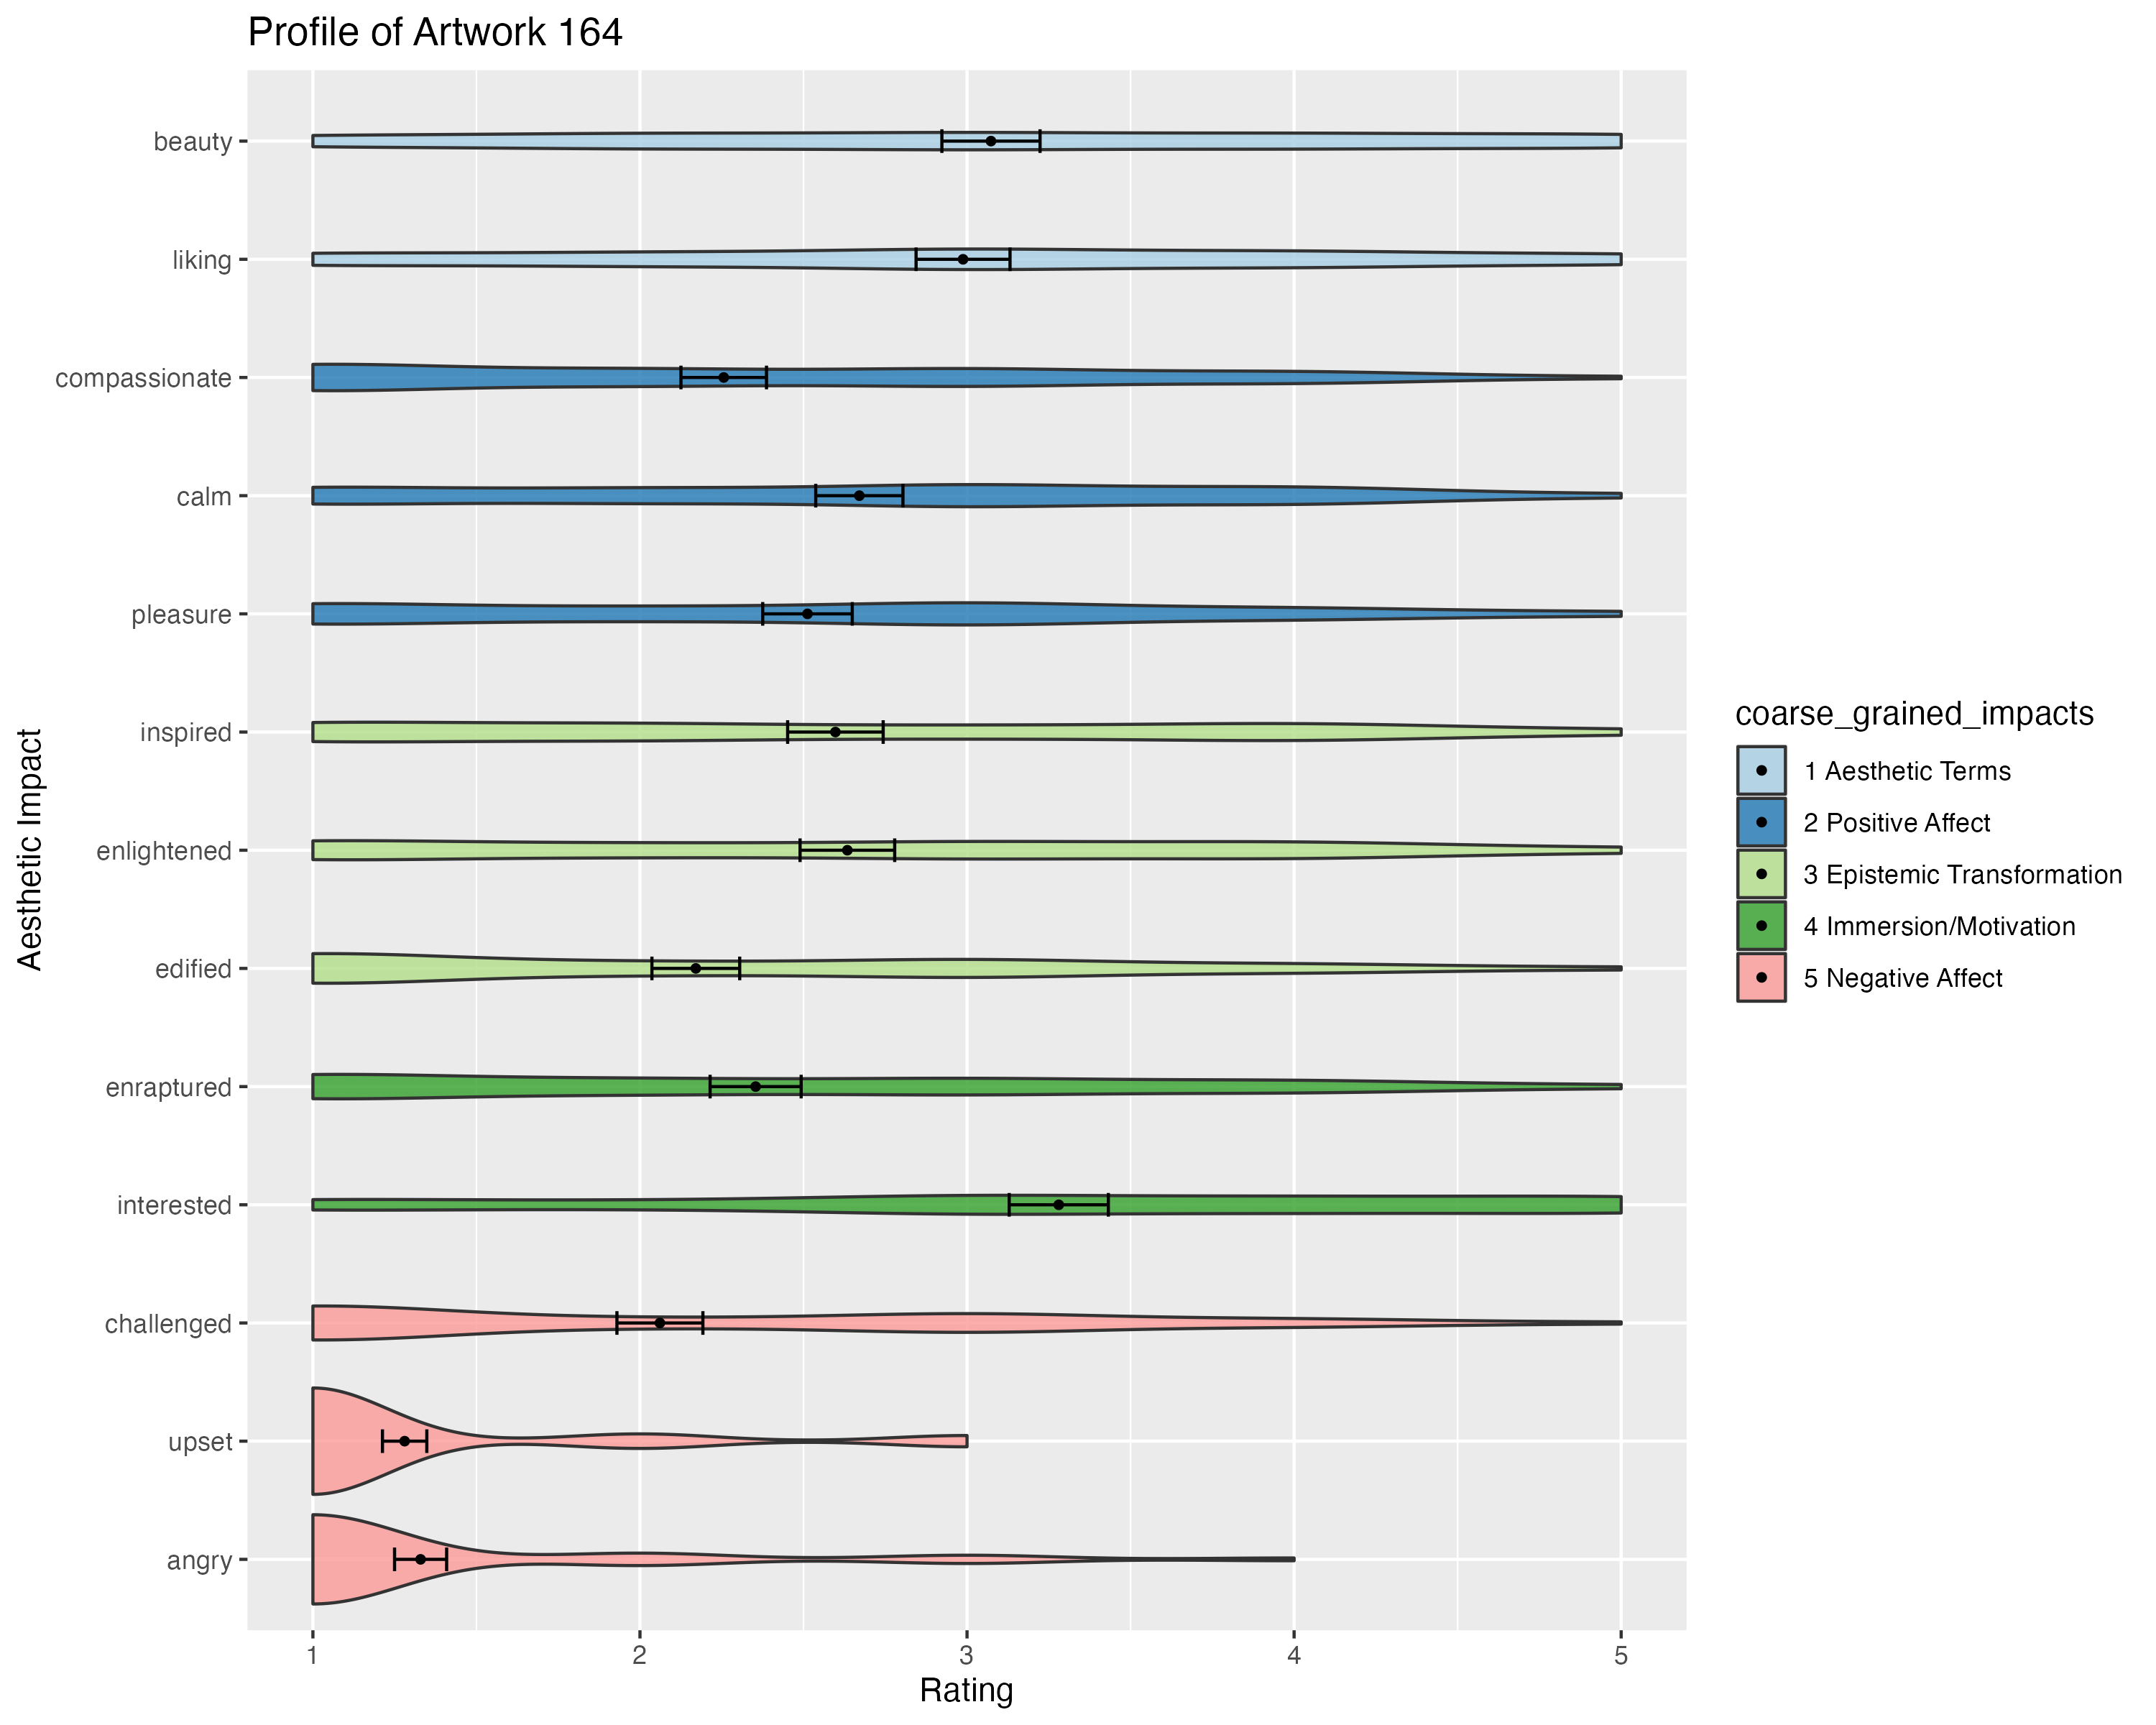 Profile of Artwork 164
Aesthetic Impact
beauty
liking
compassionate
calm
pleasure
inspired
enlightened
edified
enraptured
interested
challenged
upset
angry
1 2 3 4 5
Rating
coarse_grained_impacts
1 Aesthetic Terms
2 Positive Affect
3 Epistemic Transformation
4 Immersion/Motivation
5 Negative Affect